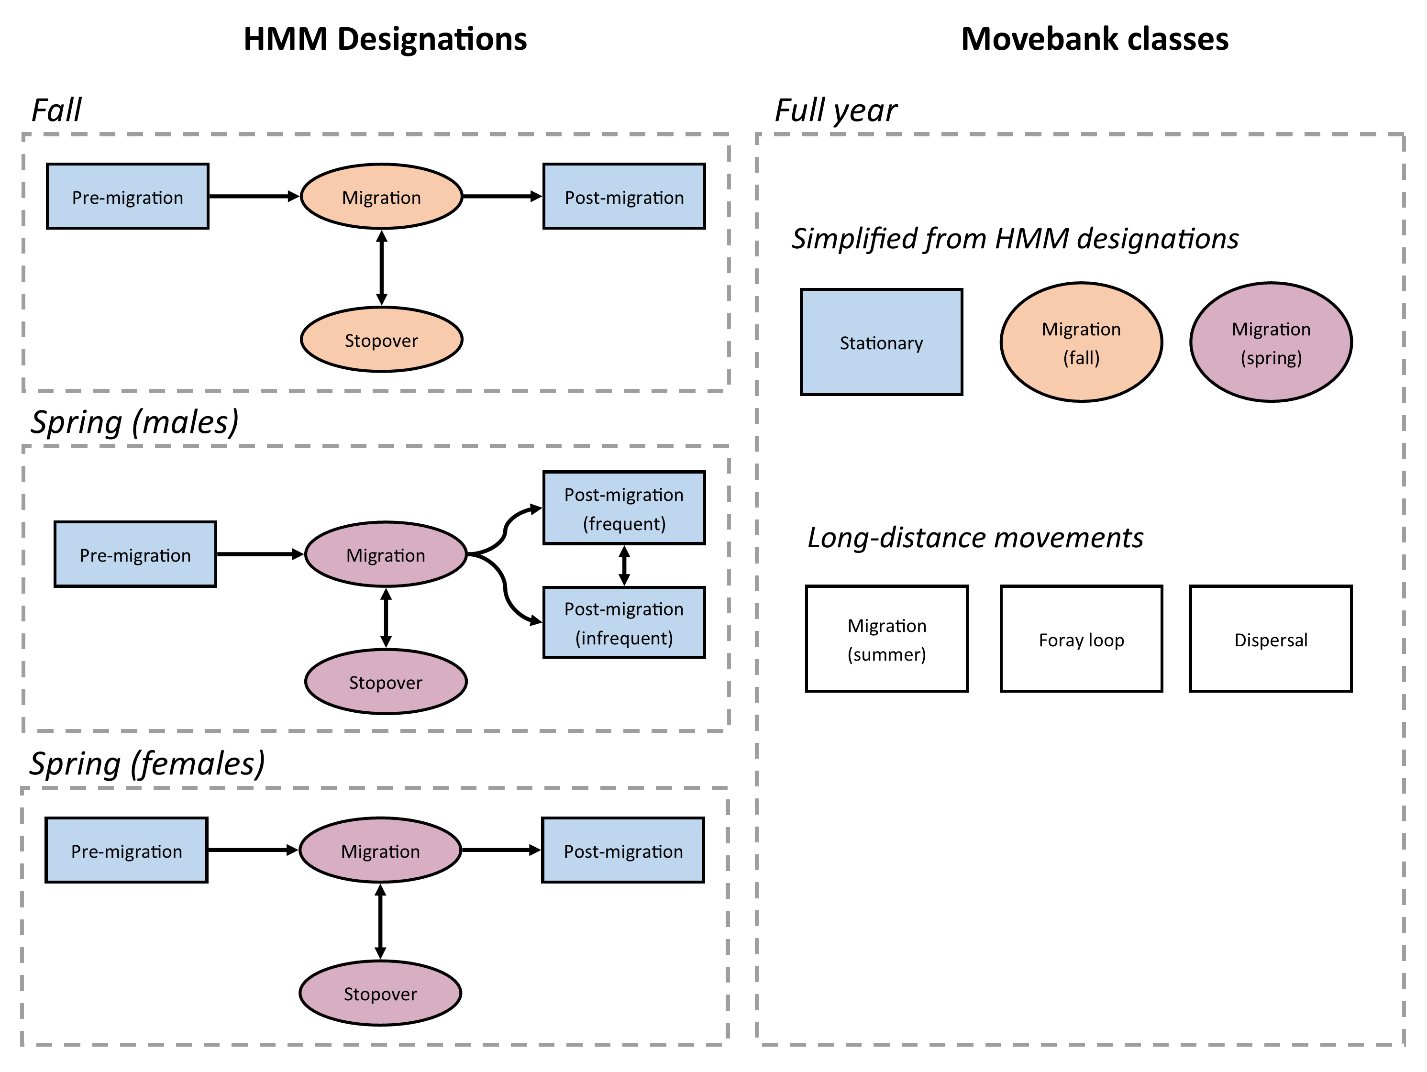 HMM Designations
Fall
Pre-migration
Migration
Post-migration
Stopover
Spring (males)
Pre-migration
Migration
Post-migration
(frequent)
Post-migration
(infrequent)
Stopover
Spring (females)
Pre-migration
Migration
Post-migration
Stopover
Movebank classes
Full year
Simplified from HMM designations
Stationary
Migration
(fall)
Migration
(spring)
Long-distance movements
Migration
(summer)
Foray loop
Dispersal